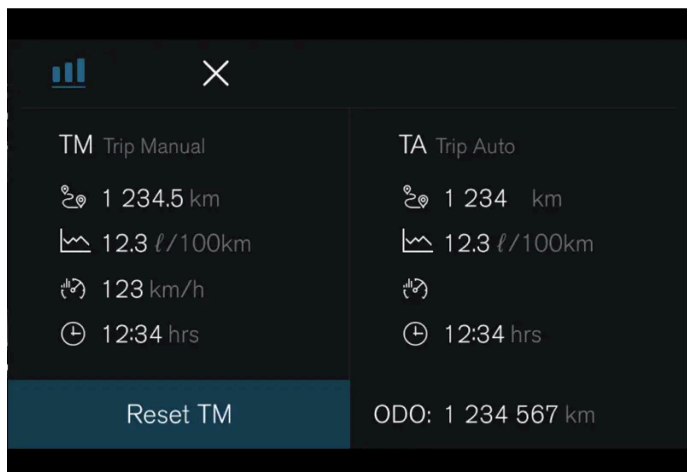 TM Trip Manual
1 234.5 km
12.3 ℓ/100km
123 km/h
12:34 hrs
Reset TM
TA Trip Auto
1 234 km
12.3 ℓ/100km
12:34 hrs
ODO: 1 234 567 km